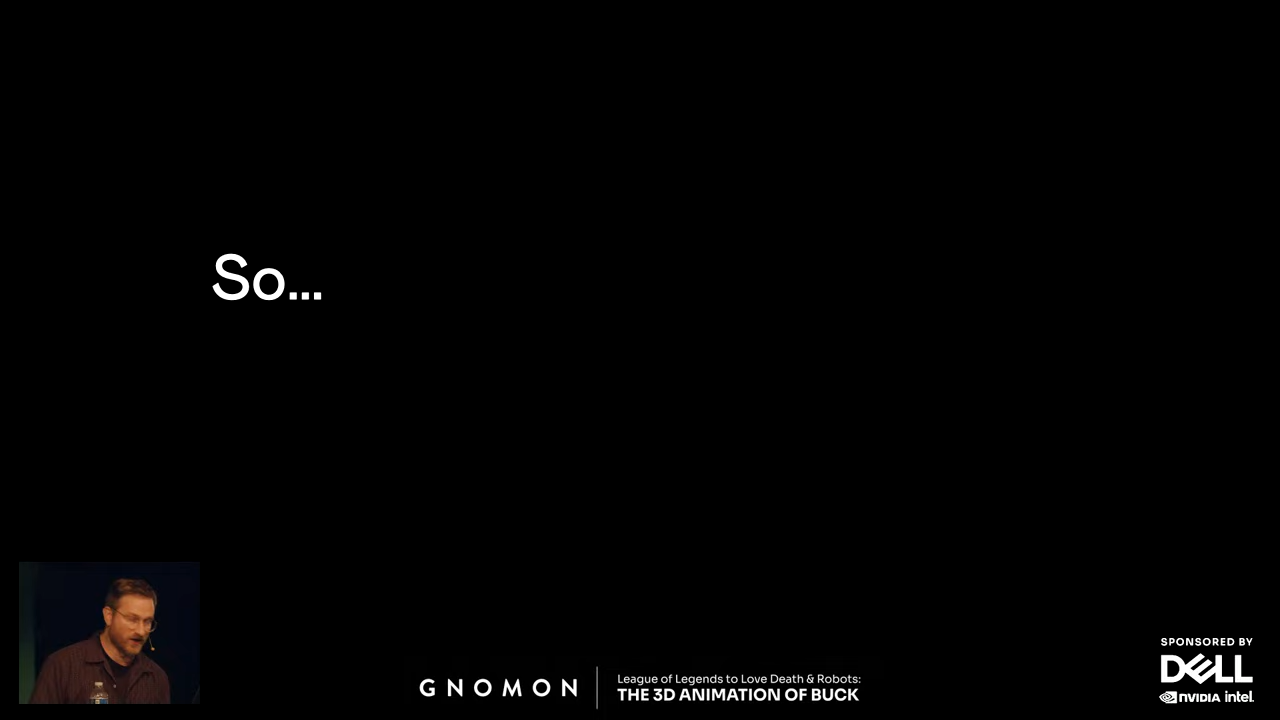 So...
GNOMON
League of Legends to Love Death & Robots:
THE 3D ANIMATION OF BUCK
SPONSORED BY
DELL
NVIDIA intel.